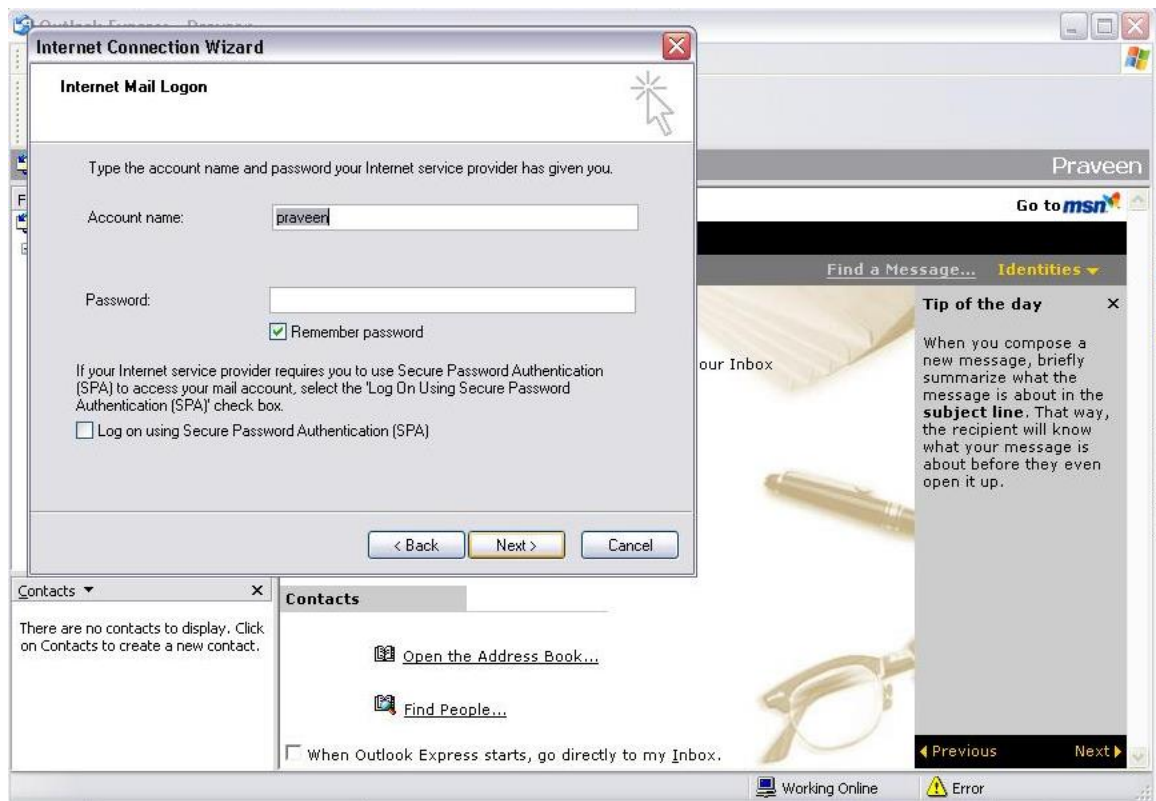 Outlook Express Praveen
Internet Connection Wizard
Internet Mail Logon
Type the account name and password your Internet service provider has given you.
Account name:
praveen
Password:
Remember password
If your Internet service provider requires you to use Secure Password Authentication
(SPA) to access your mail account, select the 'Log On Using Secure Password
Authentication (SPA)' check box.
Log on using Secure Password Authentication (SPA)
< Back
Next >
Cancel
Praveen
F
Go to msn
Find a Message...
Identities
our Inbox
Tip of the day
When you compose a
new message, briefly
summarize what the
message is about in the
subject line. That way,
the recipient will know
what your message is
about before they even
open it up.
Previous
Next
Contacts
There are no contacts to display. Click
on Contacts to create a new contact.
Contacts
Open the Address Book...
Find People...
When Outlook Express starts, go directly to my Inbox.
Working Online
Error